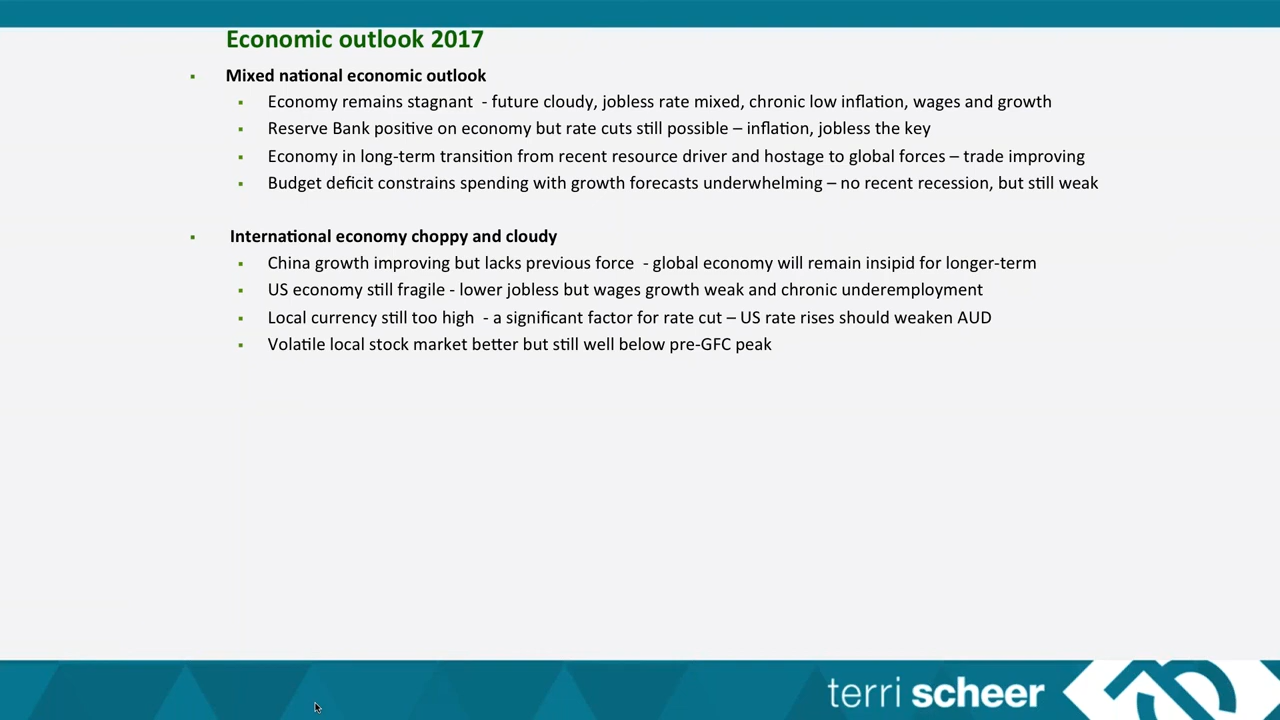 Economic outlook 2017
▪ Mixed national economic outlook
▪ Economy remains stagnant - future cloudy, jobless rate mixed, chronic low inflation, wages and growth
▪ Reserve Bank positive on economy but rate cuts still possible – inflation, jobless the key
▪ Economy in long-term transition from recent resource driver and hostage to global forces – trade improving
▪ Budget deficit constrains spending with growth forecasts underwhelming – no recent recession, but still weak
▪ International economy choppy and cloudy
▪ China growth improving but lacks previous force - global economy will remain insipid for longer-term
▪ US economy still fragile - lower jobless but wages growth weak and chronic underemployment
▪ Local currency still too high - a significant factor for rate cut – US rate rises should weaken AUD
▪ Volatile local stock market better but still well below pre-GFC peak
terri scheer